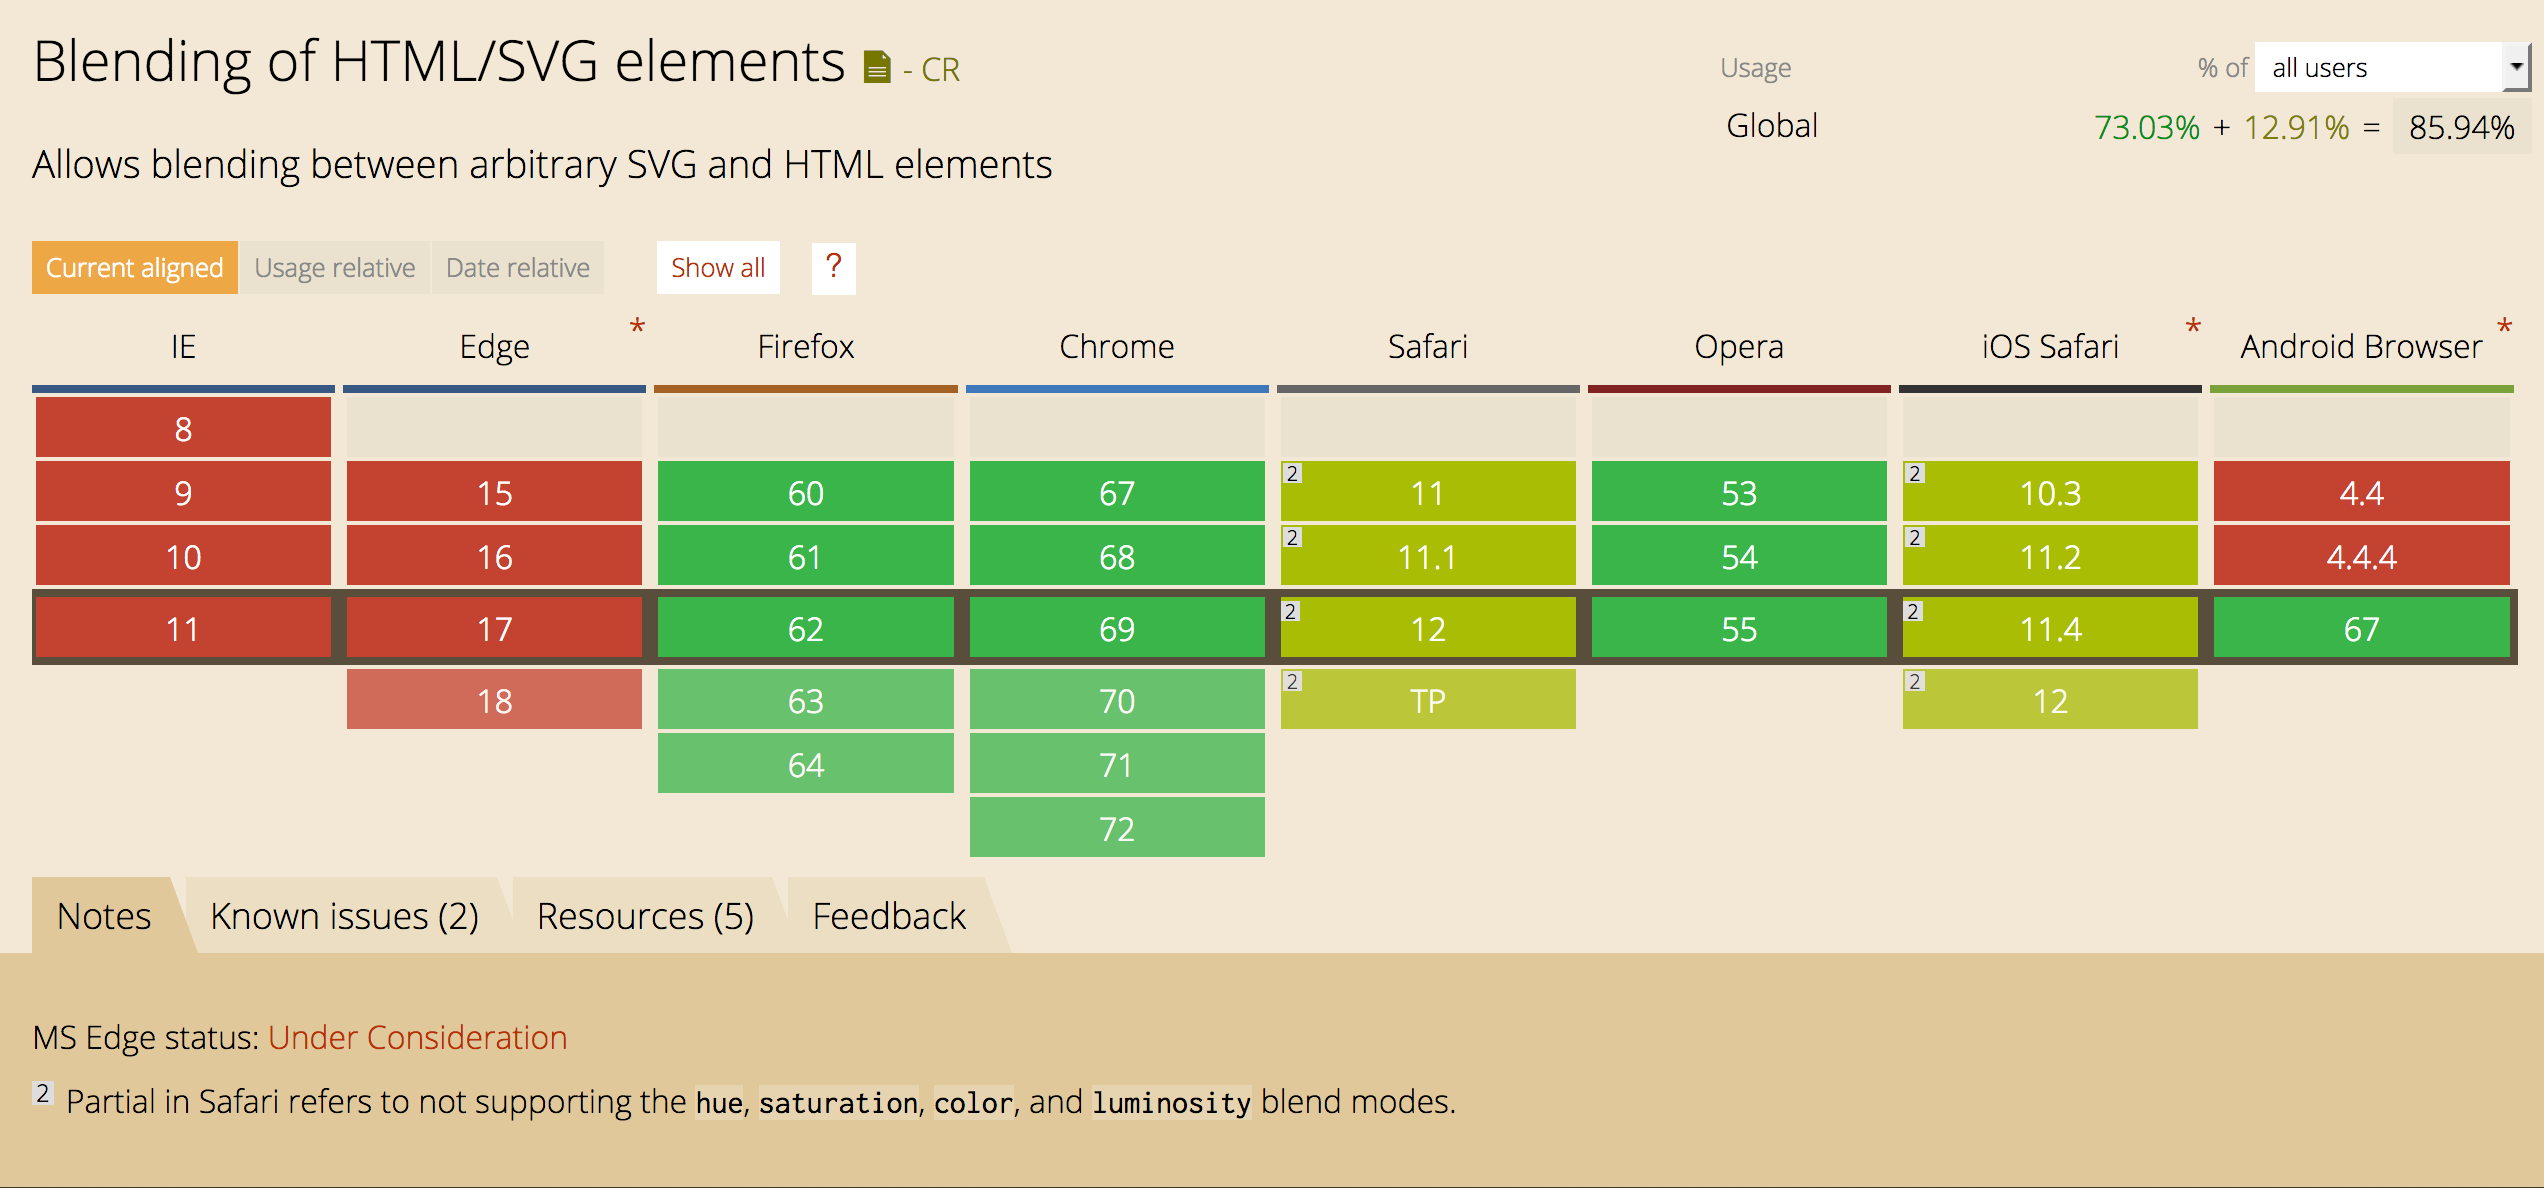 Blending of HTML/SVG elements - CR
Usage % of all users
Global 73.03% + 12.91% = 85.94%
Allows blending between arbitrary SVG and HTML elements
Current aligned Usage relative Date relative Show all ?
IE Edge * Firefox Chrome Safari Opera iOS Safari * Android Browser *
8
9 15 60 67 2 11 53 2 10.3 4.4
10 16 61 68 2 11.1 54 2 11.2 4.4.4
11 17 62 69 2 12 55 2 11.4 67
18 63 70 2 TP 2 12
64 71
72
Notes Known issues (2) Resources (5) Feedback
MS Edge status: Under Consideration
2 Partial in Safari refers to not supporting the hue, saturation, color, and luminosity blend modes.